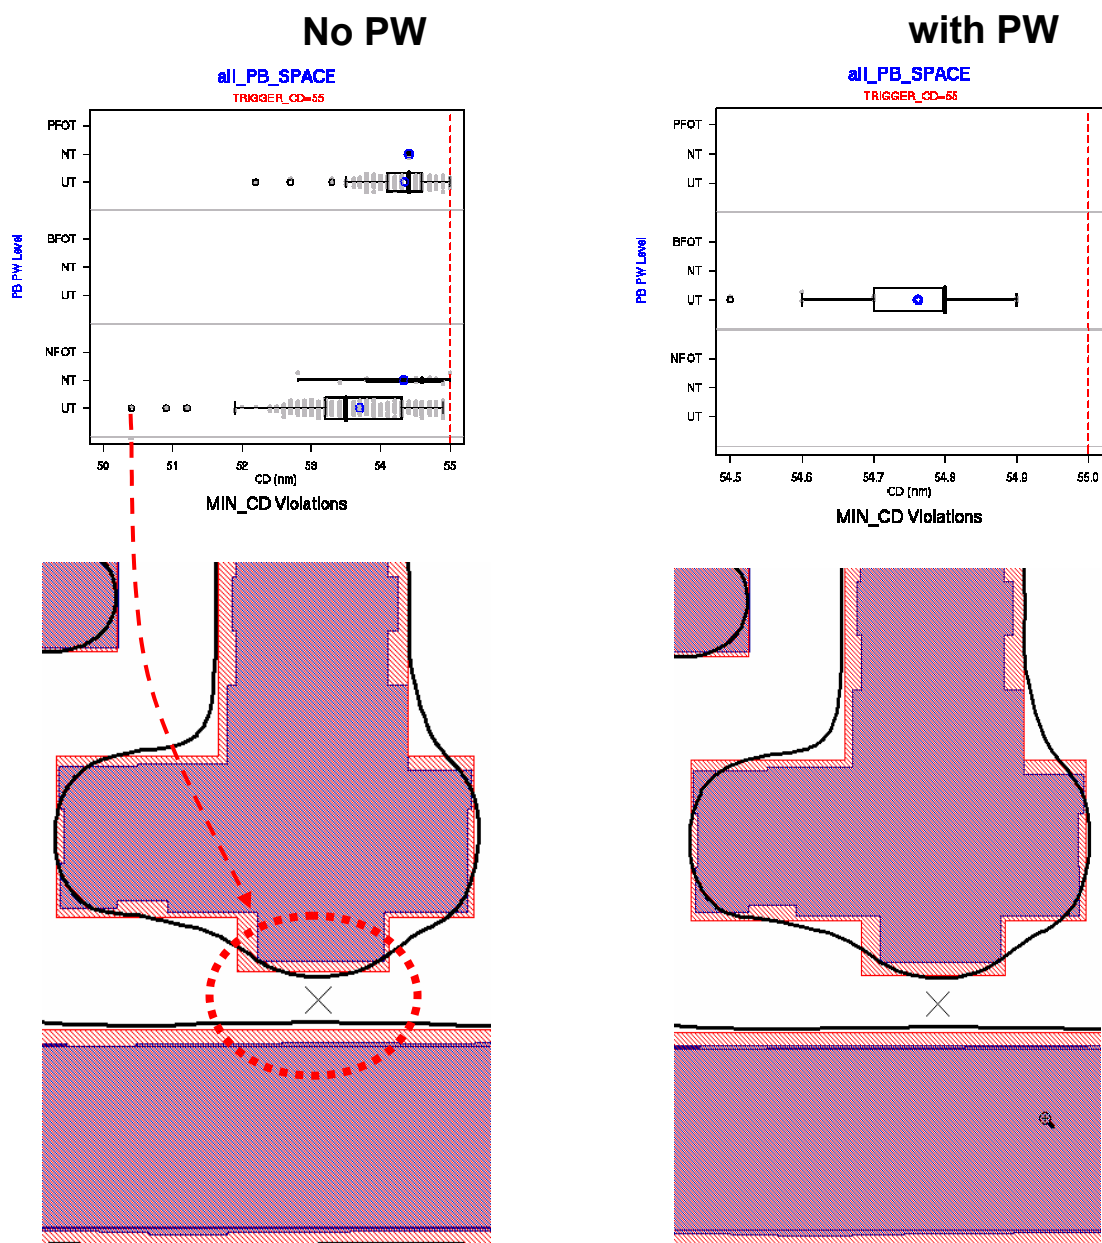 No PW
all_PB_SPACE
TRIGGER_CD=55
PB PW Level
PFOT
NT
UT
BFOT
NT
UT
NFOT
NT
UT
50 51 52 53 54 55
CD (nm)
MIN_CD Violations
with PW
all_PB_SPACE
TRIGGER_CD=55
PB PW Level
PFOT
NT
UT
BFOT
NT
UT
NFOT
NT
UT
54.5 54.6 54.7 54.8 54.9 55.0
CD (nm)
MIN_CD Violations